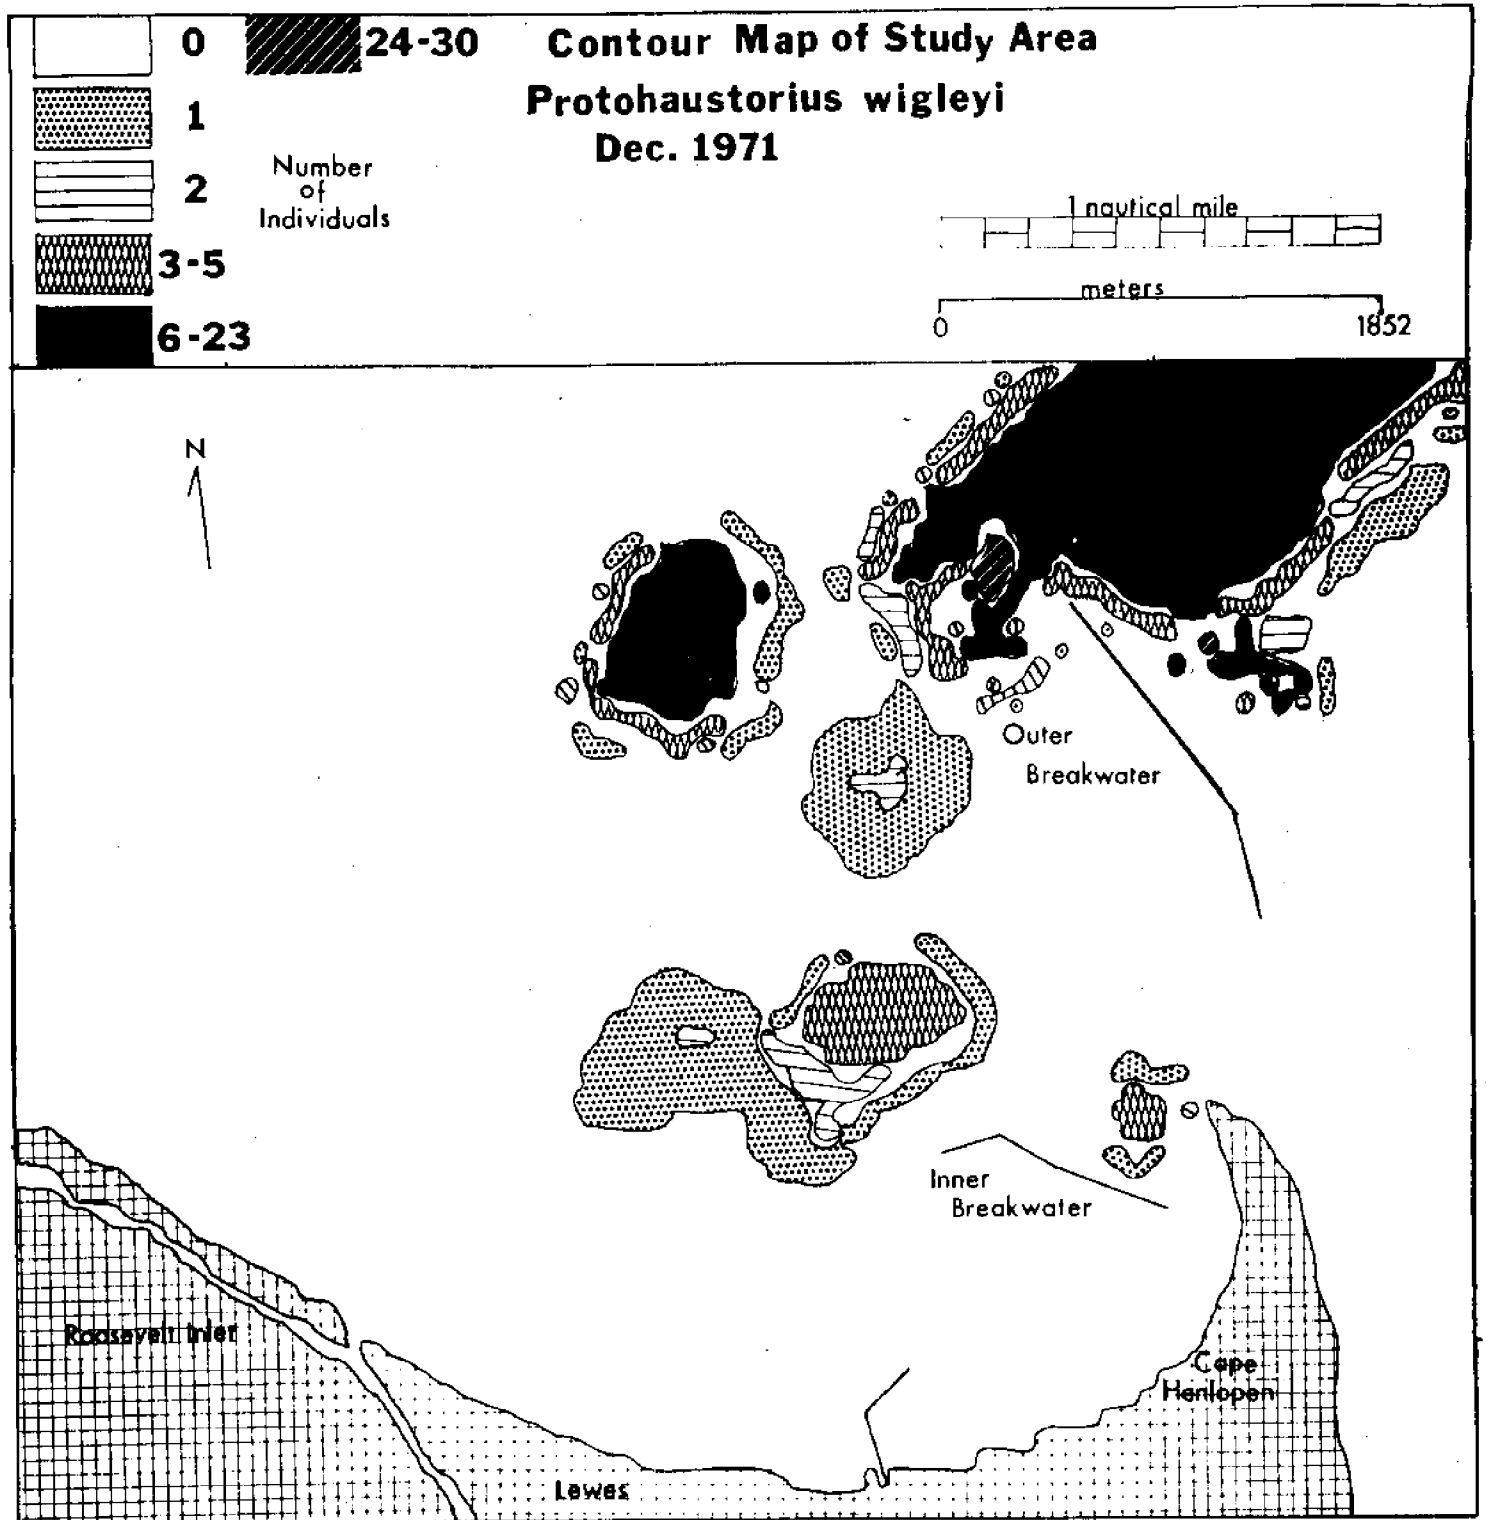 0
24-30
Contour Map of Study Area
1
Protohaustorius wigleyi
Dec. 1971
2
Number
of
Individuals
3-5
6-23
1 nautical mile
meters
0
1852
N
Outer
Breakwater
Inner
Breakwater
Roosevelt Inlet
Cape
Henlopen
Lewes